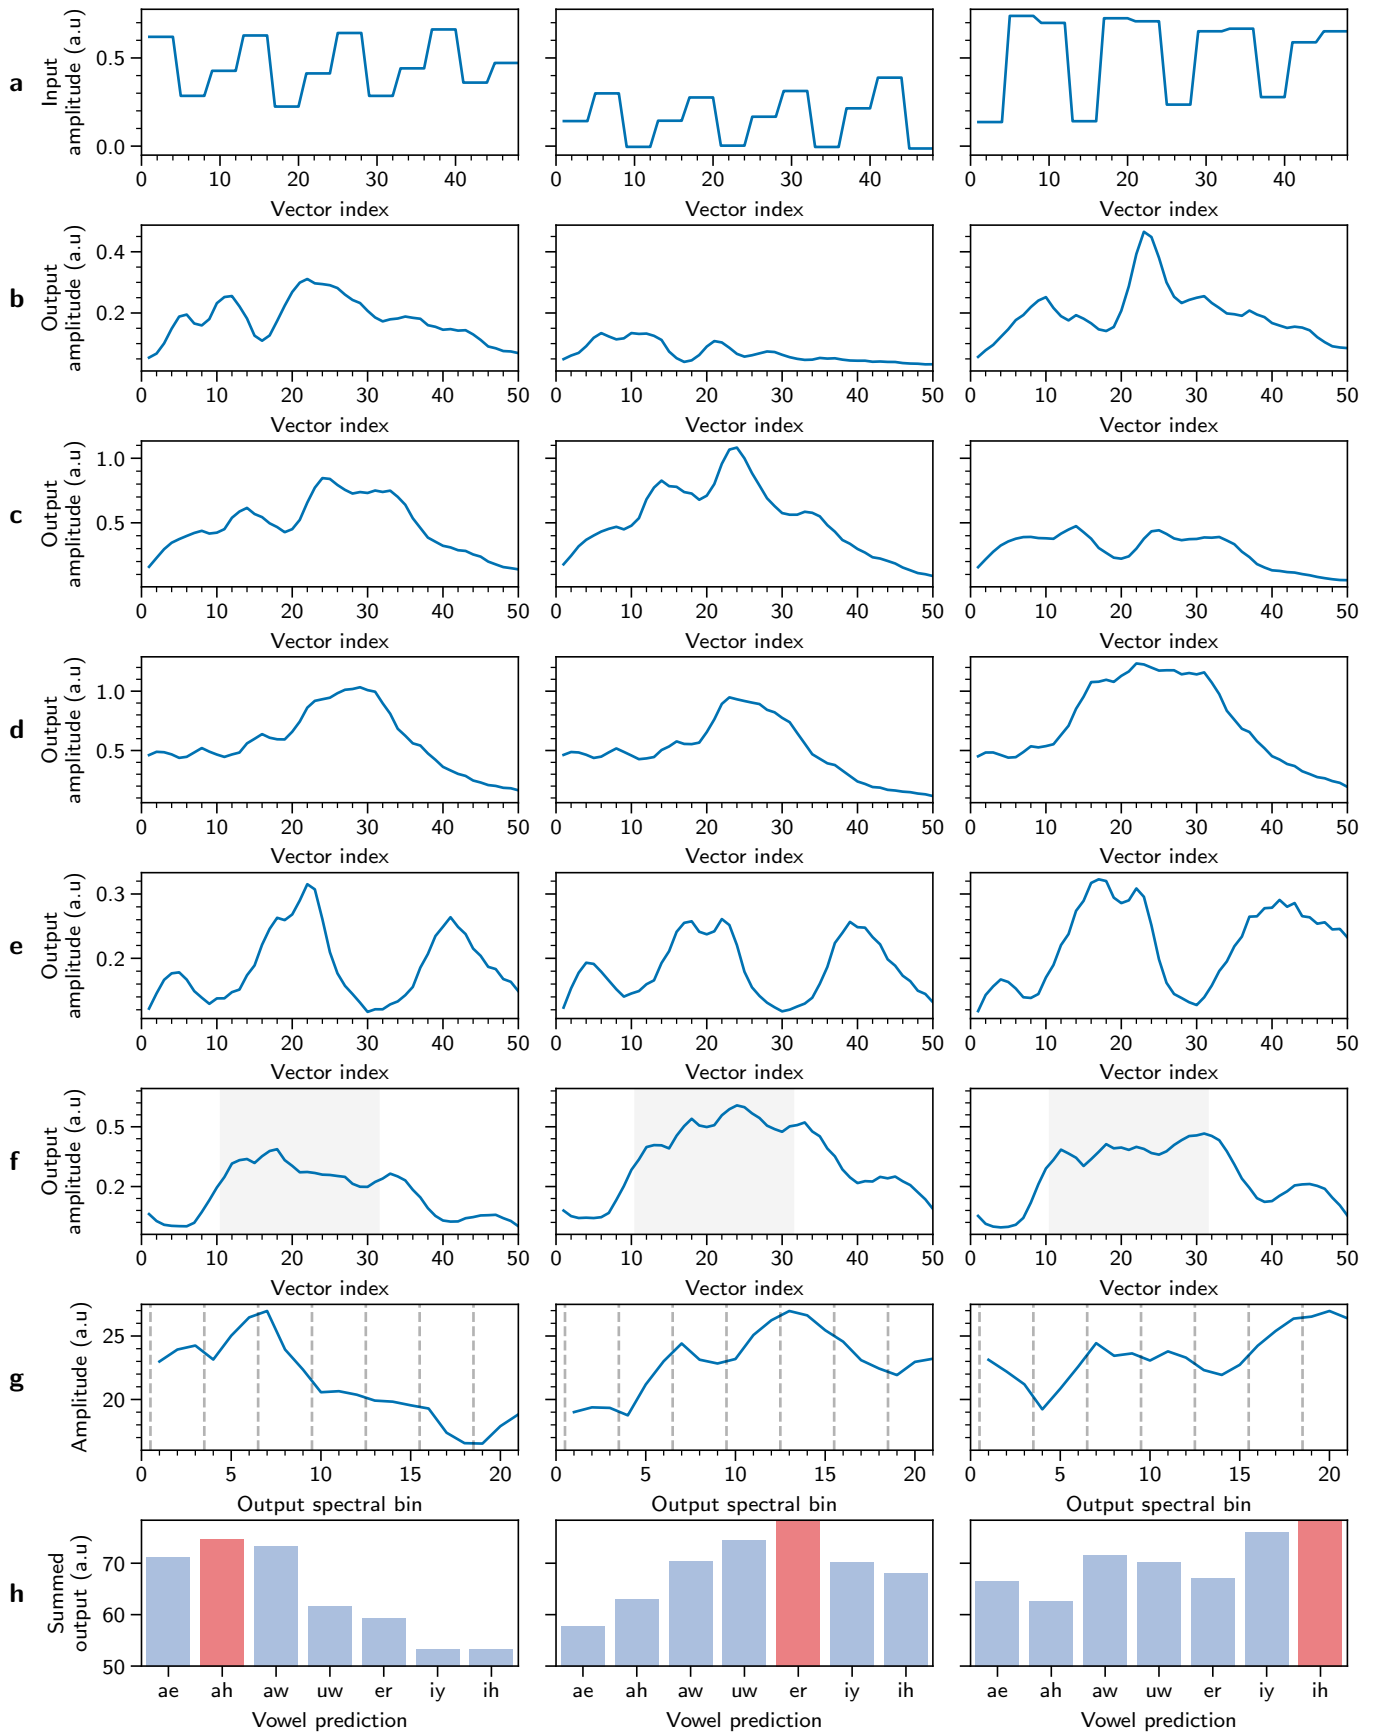 a
Input
amplitude (a.u)
0.5
0.0
0 10 20 30 40
0 10 20 30 40
0 10 20 30 40
Vector index
Vector index
Vector index
b
Output
amplitude (a.u)
0.4
0.2
0 10 20 30 40 50
0 10 20 30 40 50
0 10 20 30 40 50
Vector index
Vector index
Vector index
c
Output
amplitude (a.u)
1.0
0.5
0 10 20 30 40 50
0 10 20 30 40 50
0 10 20 30 40 50
Vector index
Vector index
Vector index
d
Output
amplitude (a.u)
1.0
0.5
0 10 20 30 40 50
0 10 20 30 40 50
0 10 20 30 40 50
Vector index
Vector index
Vector index
e
Output
amplitude (a.u)
0.3
0.2
0 10 20 30 40 50
0 10 20 30 40 50
0 10 20 30 40 50
Vector index
Vector index
Vector index
f
Output
amplitude (a.u)
0.5
0.2
0 10 20 30 40 50
0 10 20 30 40 50
0 10 20 30 40 50
Vector index
Vector index
Vector index
g
Amplitude (a.u)
25
20
0 5 10 15 20
0 5 10 15 20
0 5 10 15 20
Output spectral bin
Output spectral bin
Output spectral bin
h
Summed
output (a.u)
70
60
50
ae ah aw uw er iy ih
ae ah aw uw er iy ih
ae ah aw uw er iy ih
Vowel prediction
Vowel prediction
Vowel prediction